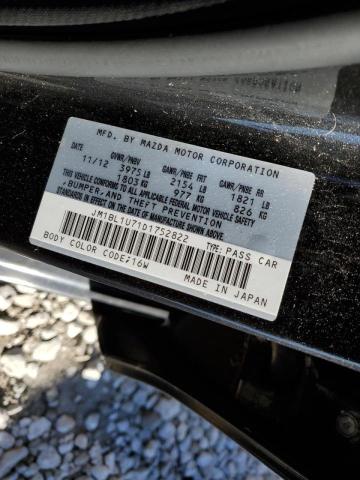 MFD. BY MAZDA MOTOR CORPORATION
11/12 GVWR/PNBV GAWR/PNBE FRT GAWR/PNBE RR
3975 LB 2154 LB 1821 LB
1803 KG 977 KG 826 KG
THIS VEHICLE CONFORMS TO ALL APPLICABLE FEDERAL MOTOR VEHICLE SAFETY
,BUMPER,AND THEFT PREVENTION
STANDARDS IN EFFECT ON THE DATE OF MANUFACTURE SHOWN ABOVE.
JM1BL1U71D1752822 TYPE: PASS CAR
BODY COLOR CODE;16W MADE IN JAPAN